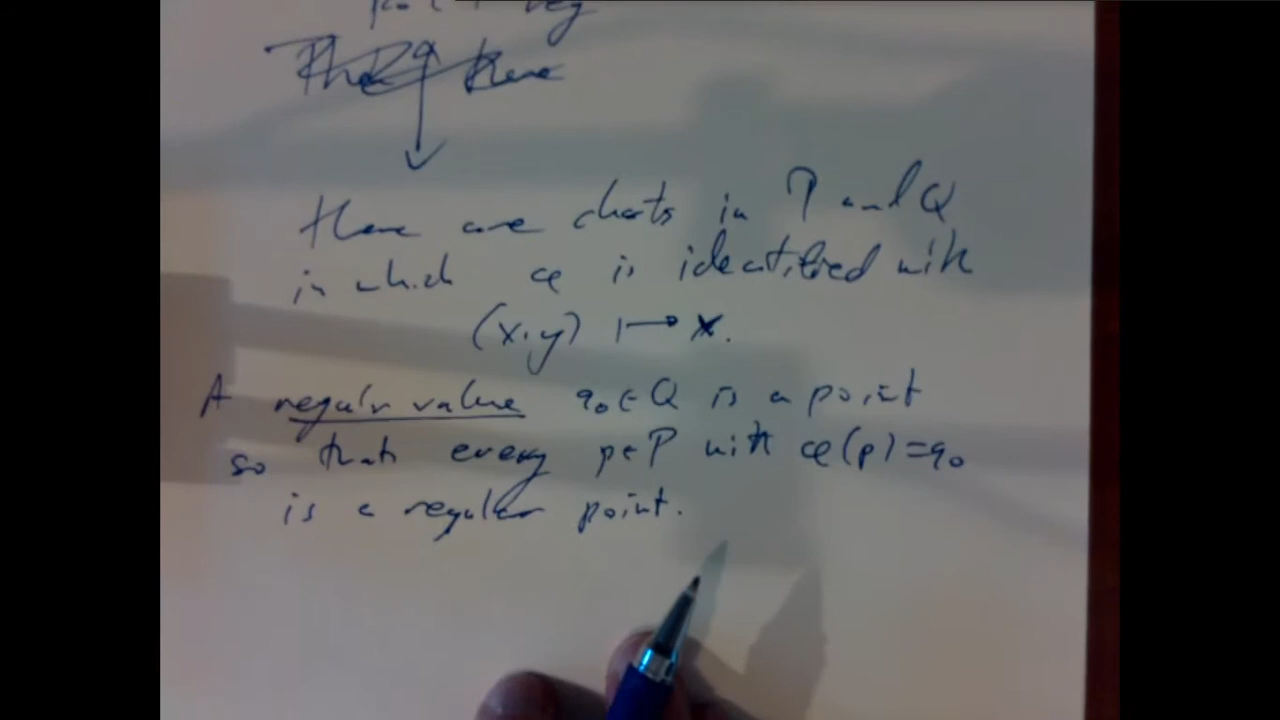 there are charts in P and Q
in which φ is identified with
(x,y) ↦ x.
A regular value q₀ ∈ Q is a point
so that every p∈P with φ(p)=q₀
is a regular point.